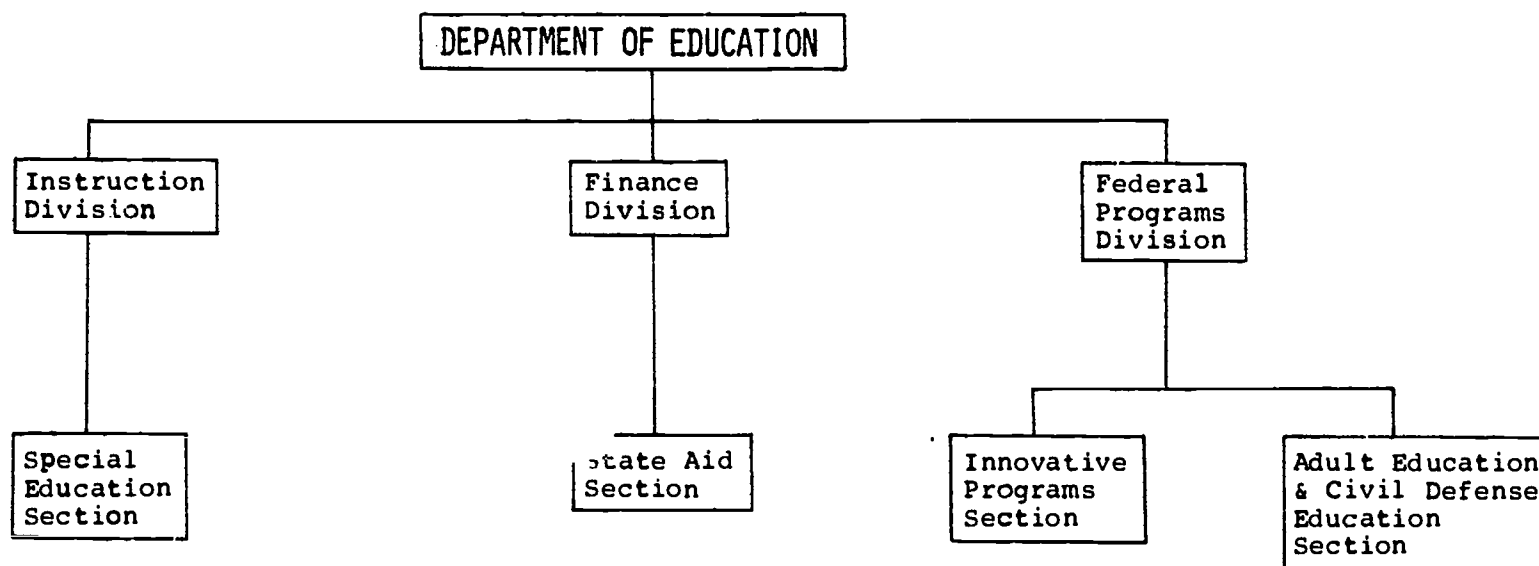 DEPARTMENT OF EDUCATION
Instruction
Division
Finance
Division
Federal
Programs
Division
Special
Education
Section
State Aid
Section
Innovative
Programs
Section
Adult Education
& Civil Defense
Education
Section